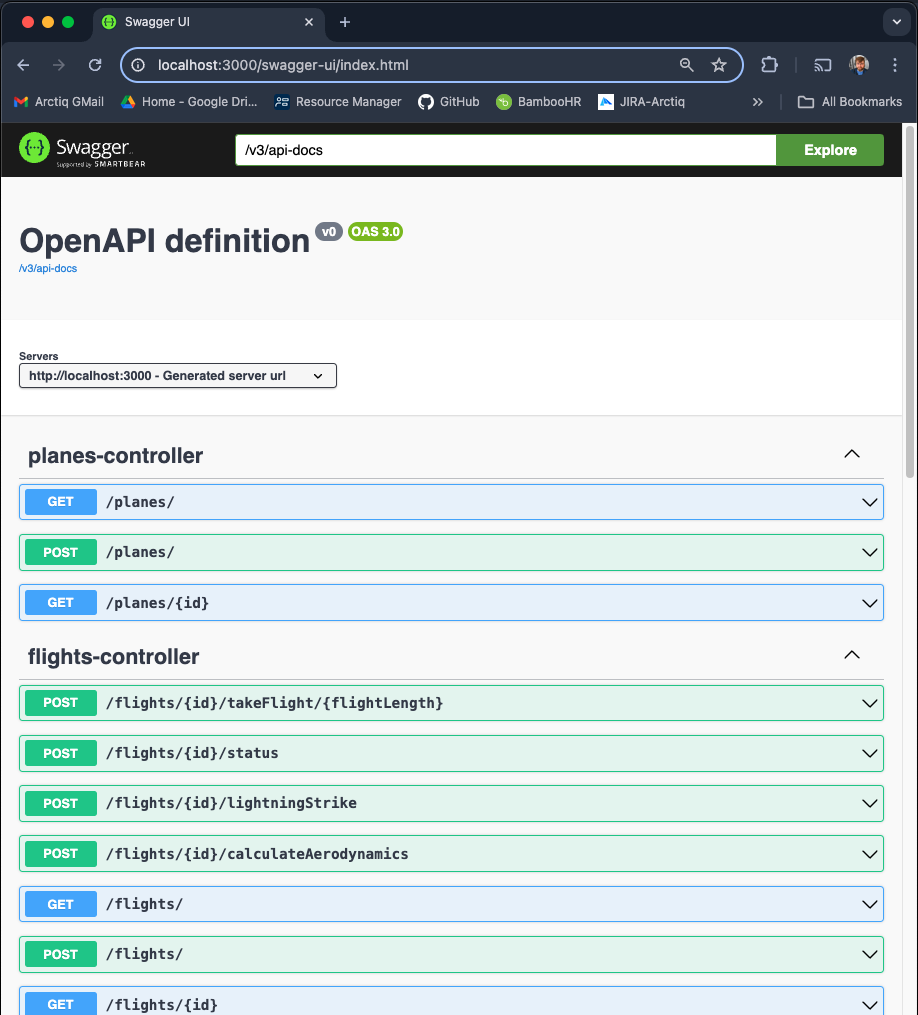 Swagger UI
localhost:3000/swagger-ui/index.html
Arctiq GMail
Home - Google Dri...
Resource Manager
GitHub
BambooHR
JIRA-Arctiq
All Bookmarks
Swagger
Supported by SMARTBEAR
/v3/api-docs
Explore
OpenAPI definition v0 OAS 3.0
/v3/api-docs
Servers
http://localhost:3000 - Generated server url
planes-controller
GET /planes/
POST /planes/
GET /planes/{id}
flights-controller
POST /flights/{id}/takeFlight/{flightLength}
POST /flights/{id}/status
POST /flights/{id}/lightningStrike
POST /flights/{id}/calculateAerodynamics
GET /flights/
POST /flights/
GET /flights/{id}